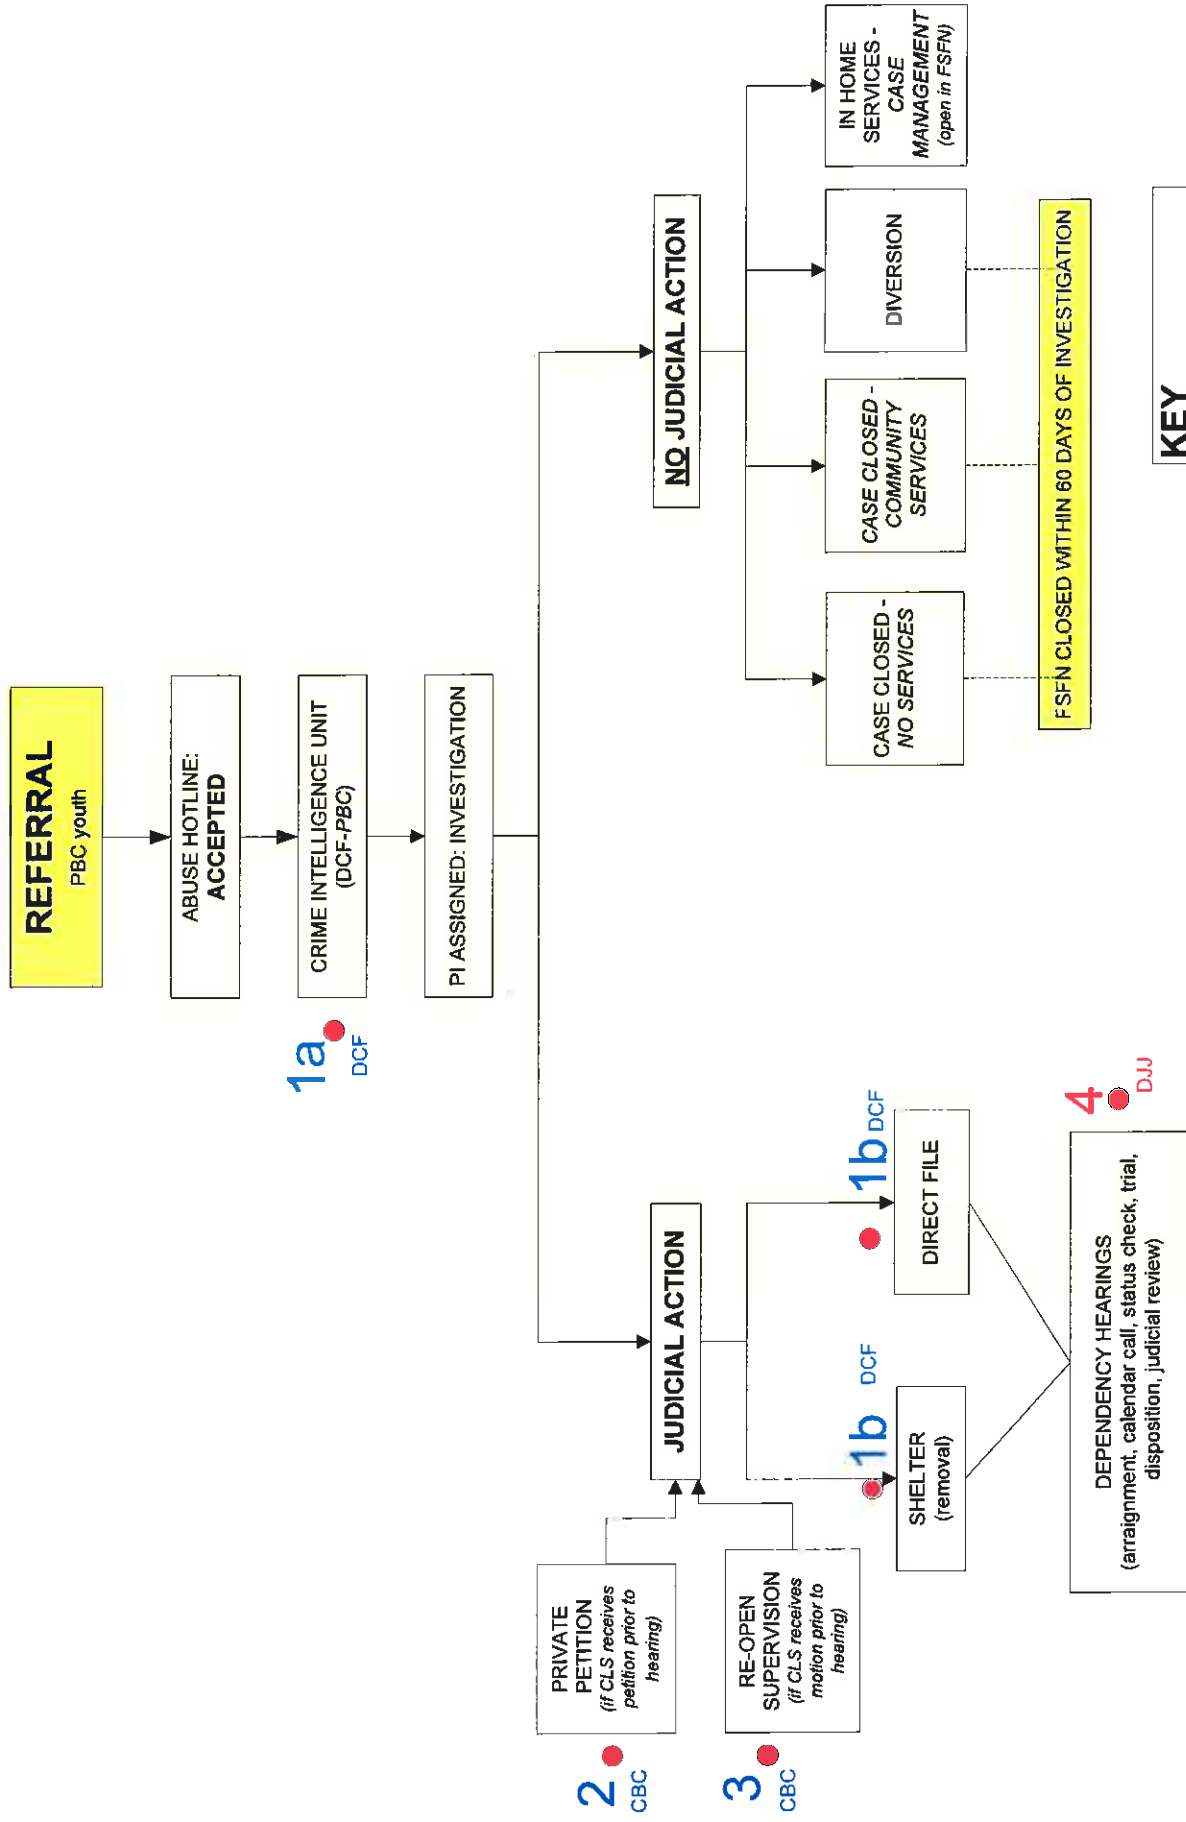 REFERRAL
PBC youth
ABUSE HOTLINE:
ACCEPTED
1a
DCF
CRIME INTELLIGENCE UNIT
(DCF-PBC)
PI ASSIGNED: INVESTIGATION
2
CBC
PRIVATE
PETITION
(if CLS receives
petition prior to
hearing)
3
CBC
RE-OPEN
SUPERVISION
(if CLS receives
motion prior to
hearing)
JUDICIAL ACTION
NO JUDICIAL ACTION
1b DCF
SHELTER
(removal)
1b DCF
DIRECT FILE
CASE CLOSED -
NO SERVICES
CASE CLOSED -
COMMUNITY
SERVICES
DIVERSION
IN HOME
SERVICES -
CASE
MANAGEMENT
(open in FSFN)
DEPENDENCY HEARINGS
(arraignment, calendar call, status check, trial,
disposition, judicial review)
4
DJJ
FSFN CLOSED WITHIN 60 DAYS OF INVESTIGATION
KEY